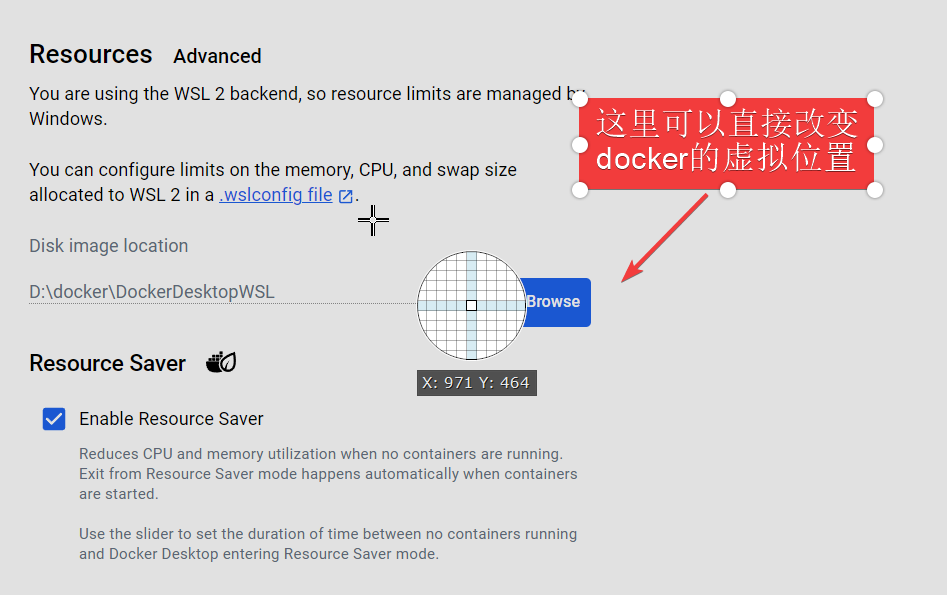 Resources Advanced
You are using the WSL 2 backend, so resource limits are managed by
Windows.
这里可以直接改变
docker的虚拟位置
You can configure limits on the memory, CPU, and swap size
allocated to WSL 2 in a .wslconfig file.
Disk image location
D:\docker\DockerDesktopWSL
Browse
X: 971 Y: 464
Resource Saver
Enable Resource Saver
Reduces CPU and memory utilization when no containers are running.
Exit from Resource Saver mode happens automatically when containers
are started.
Use the slider to set the duration of time between no containers running
and Docker Desktop entering Resource Saver mode.